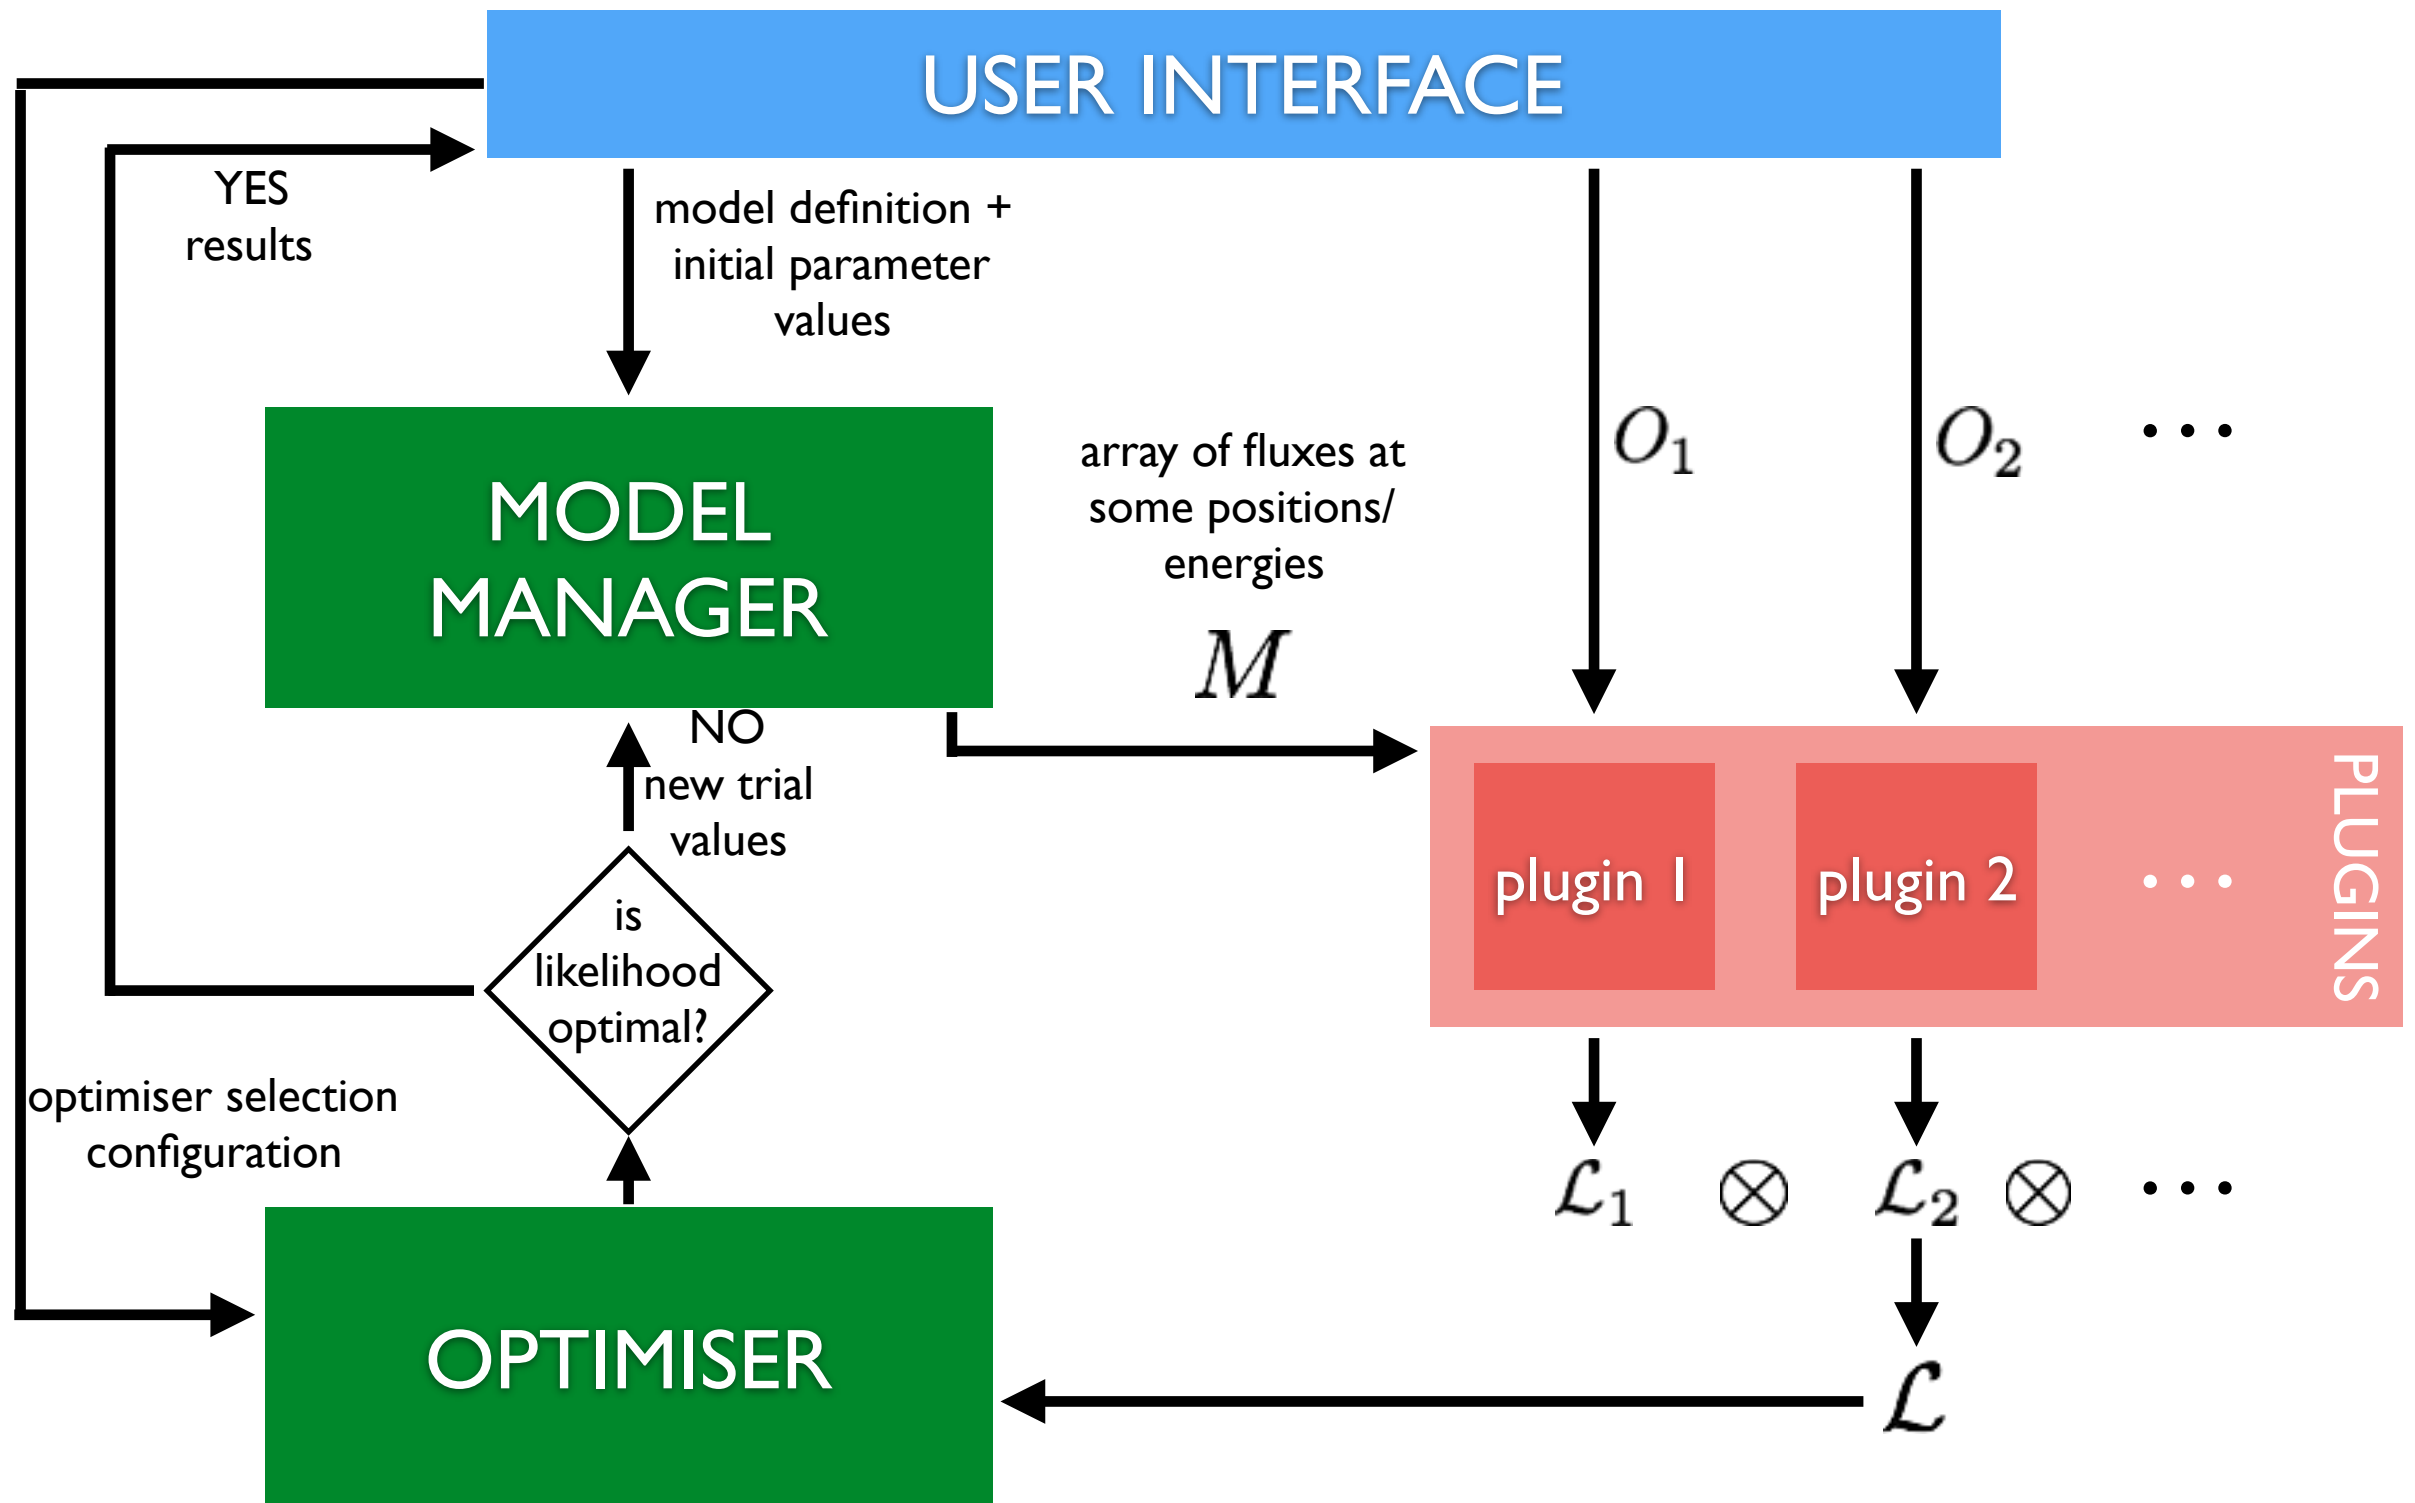 USER INTERFACE
YES
results
model definition +
initial parameter
values
MODEL
MANAGER
array of fluxes at
some positions/
energies
M
O₁
O₂
...
NO
new trial
values
plugin 1
plugin 2
...
PLUGINS
is
likelihood
optimal?
optimiser selection
configuration
ℒ₁ ⊗ ℒ₂ ⊗ ...
OPTIMISER
ℒ